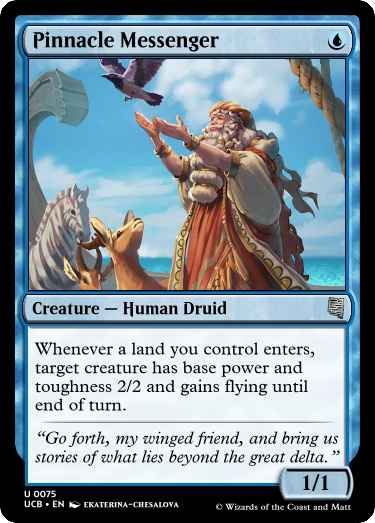 Pinnacle Messenger
Creature — Human Druid
Whenever a land you control enters,
target creature has base power and
toughness 2/2 and gains flying until
end of turn.
“Go forth, my winged friend, and bring us
stories of what lies beyond the great delta.”
1/1
U 0075
UCB • EN EKATERINA-CHESALOVA
© Wizards of the Coast and Matt